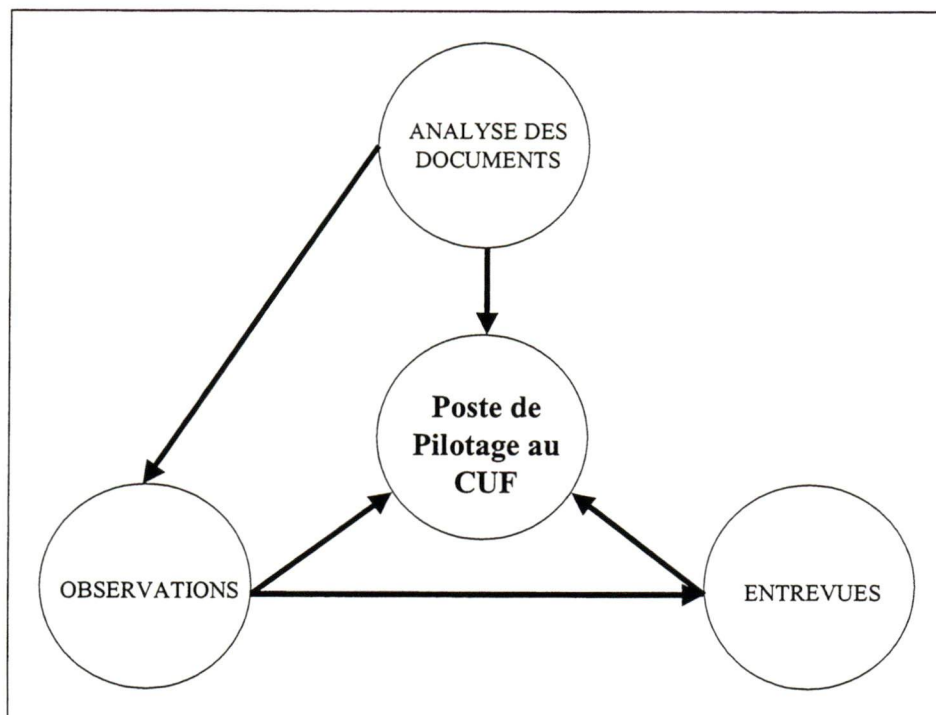 ANALYSE DES
DOCUMENTS
Poste de
Pilotage au
CUF
OBSERVATIONS
ENTREVUES